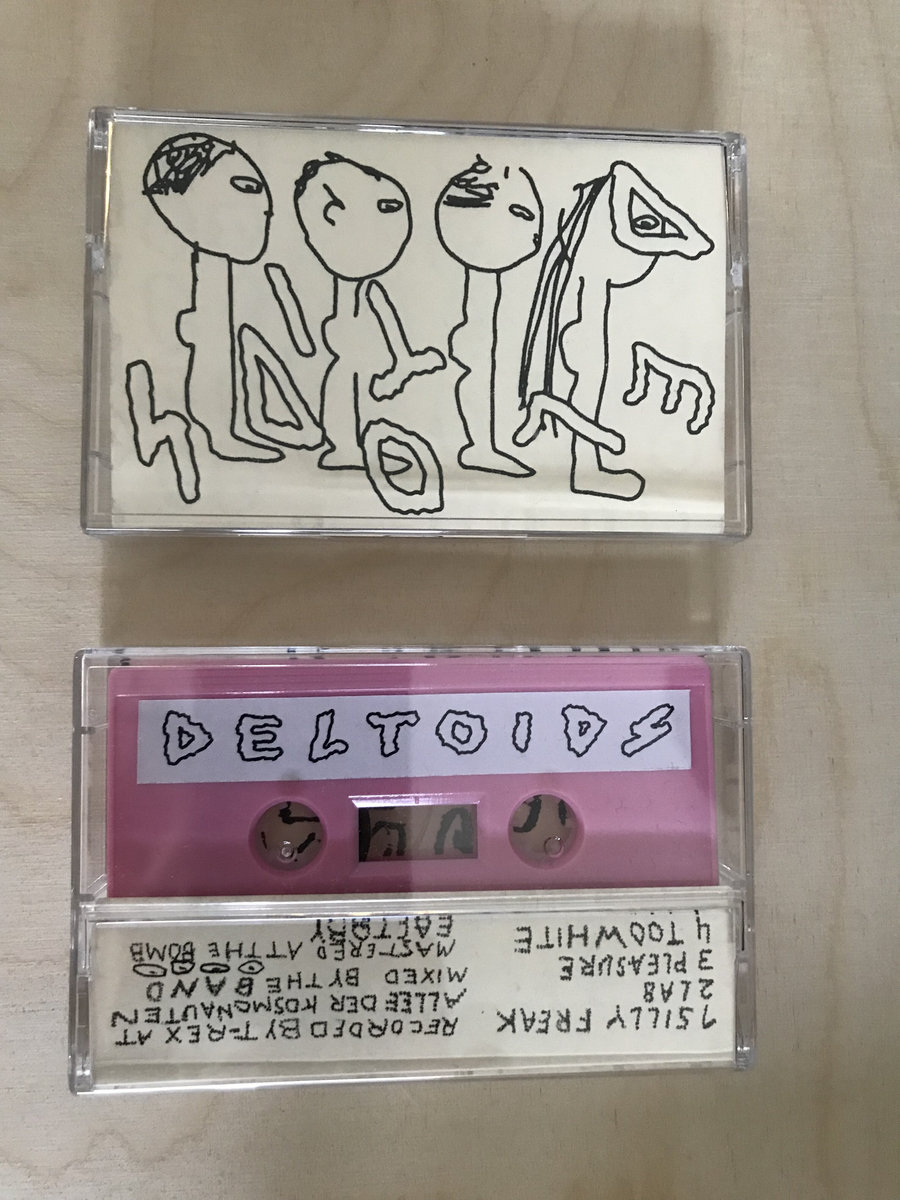 DELTOIDS
DELTOIDS
1 SILLY FREAK
2 LAB
3 PLEASURE
4 TOO WHITE
RECORDED BY T-REX AT
ALLEE DER KOSMONAUTEN
MIXED BY THE BAND
MASTERED AT THE BOMB
FACTORY